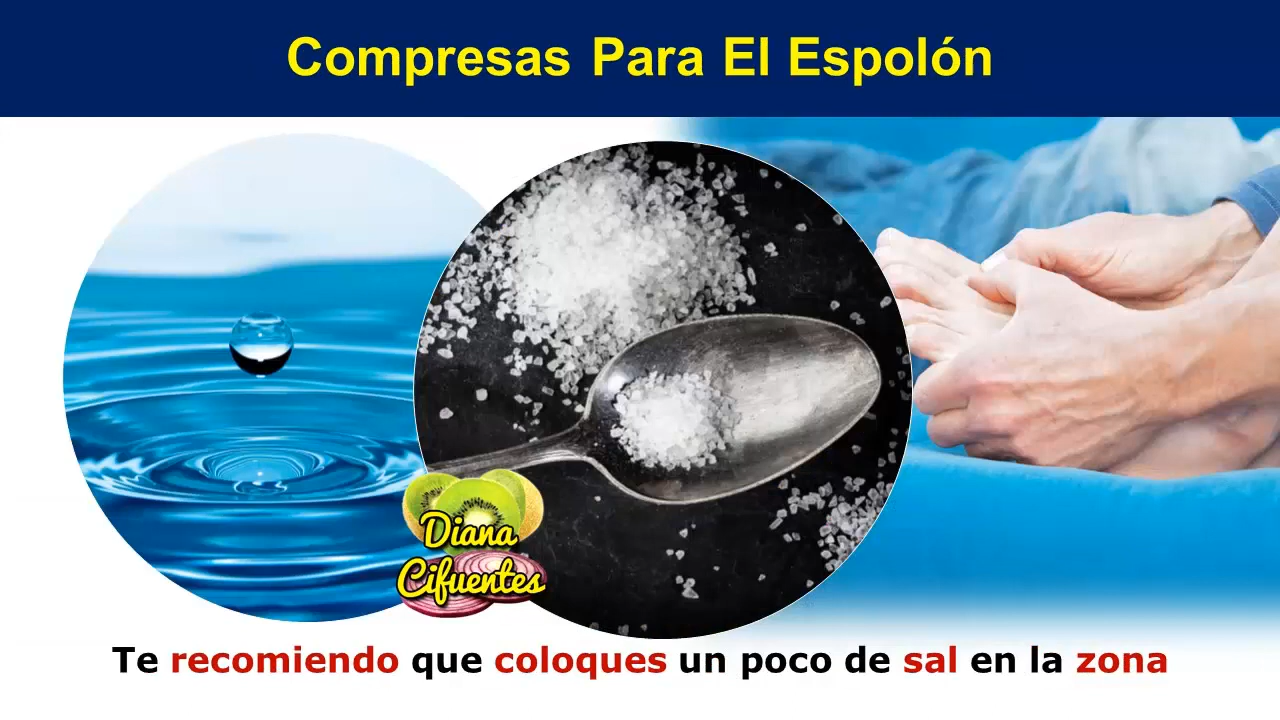 Compresas Para El Espolón
Diana
Cifuentes
Te recomiendo que coloques un poco de sal en la zona